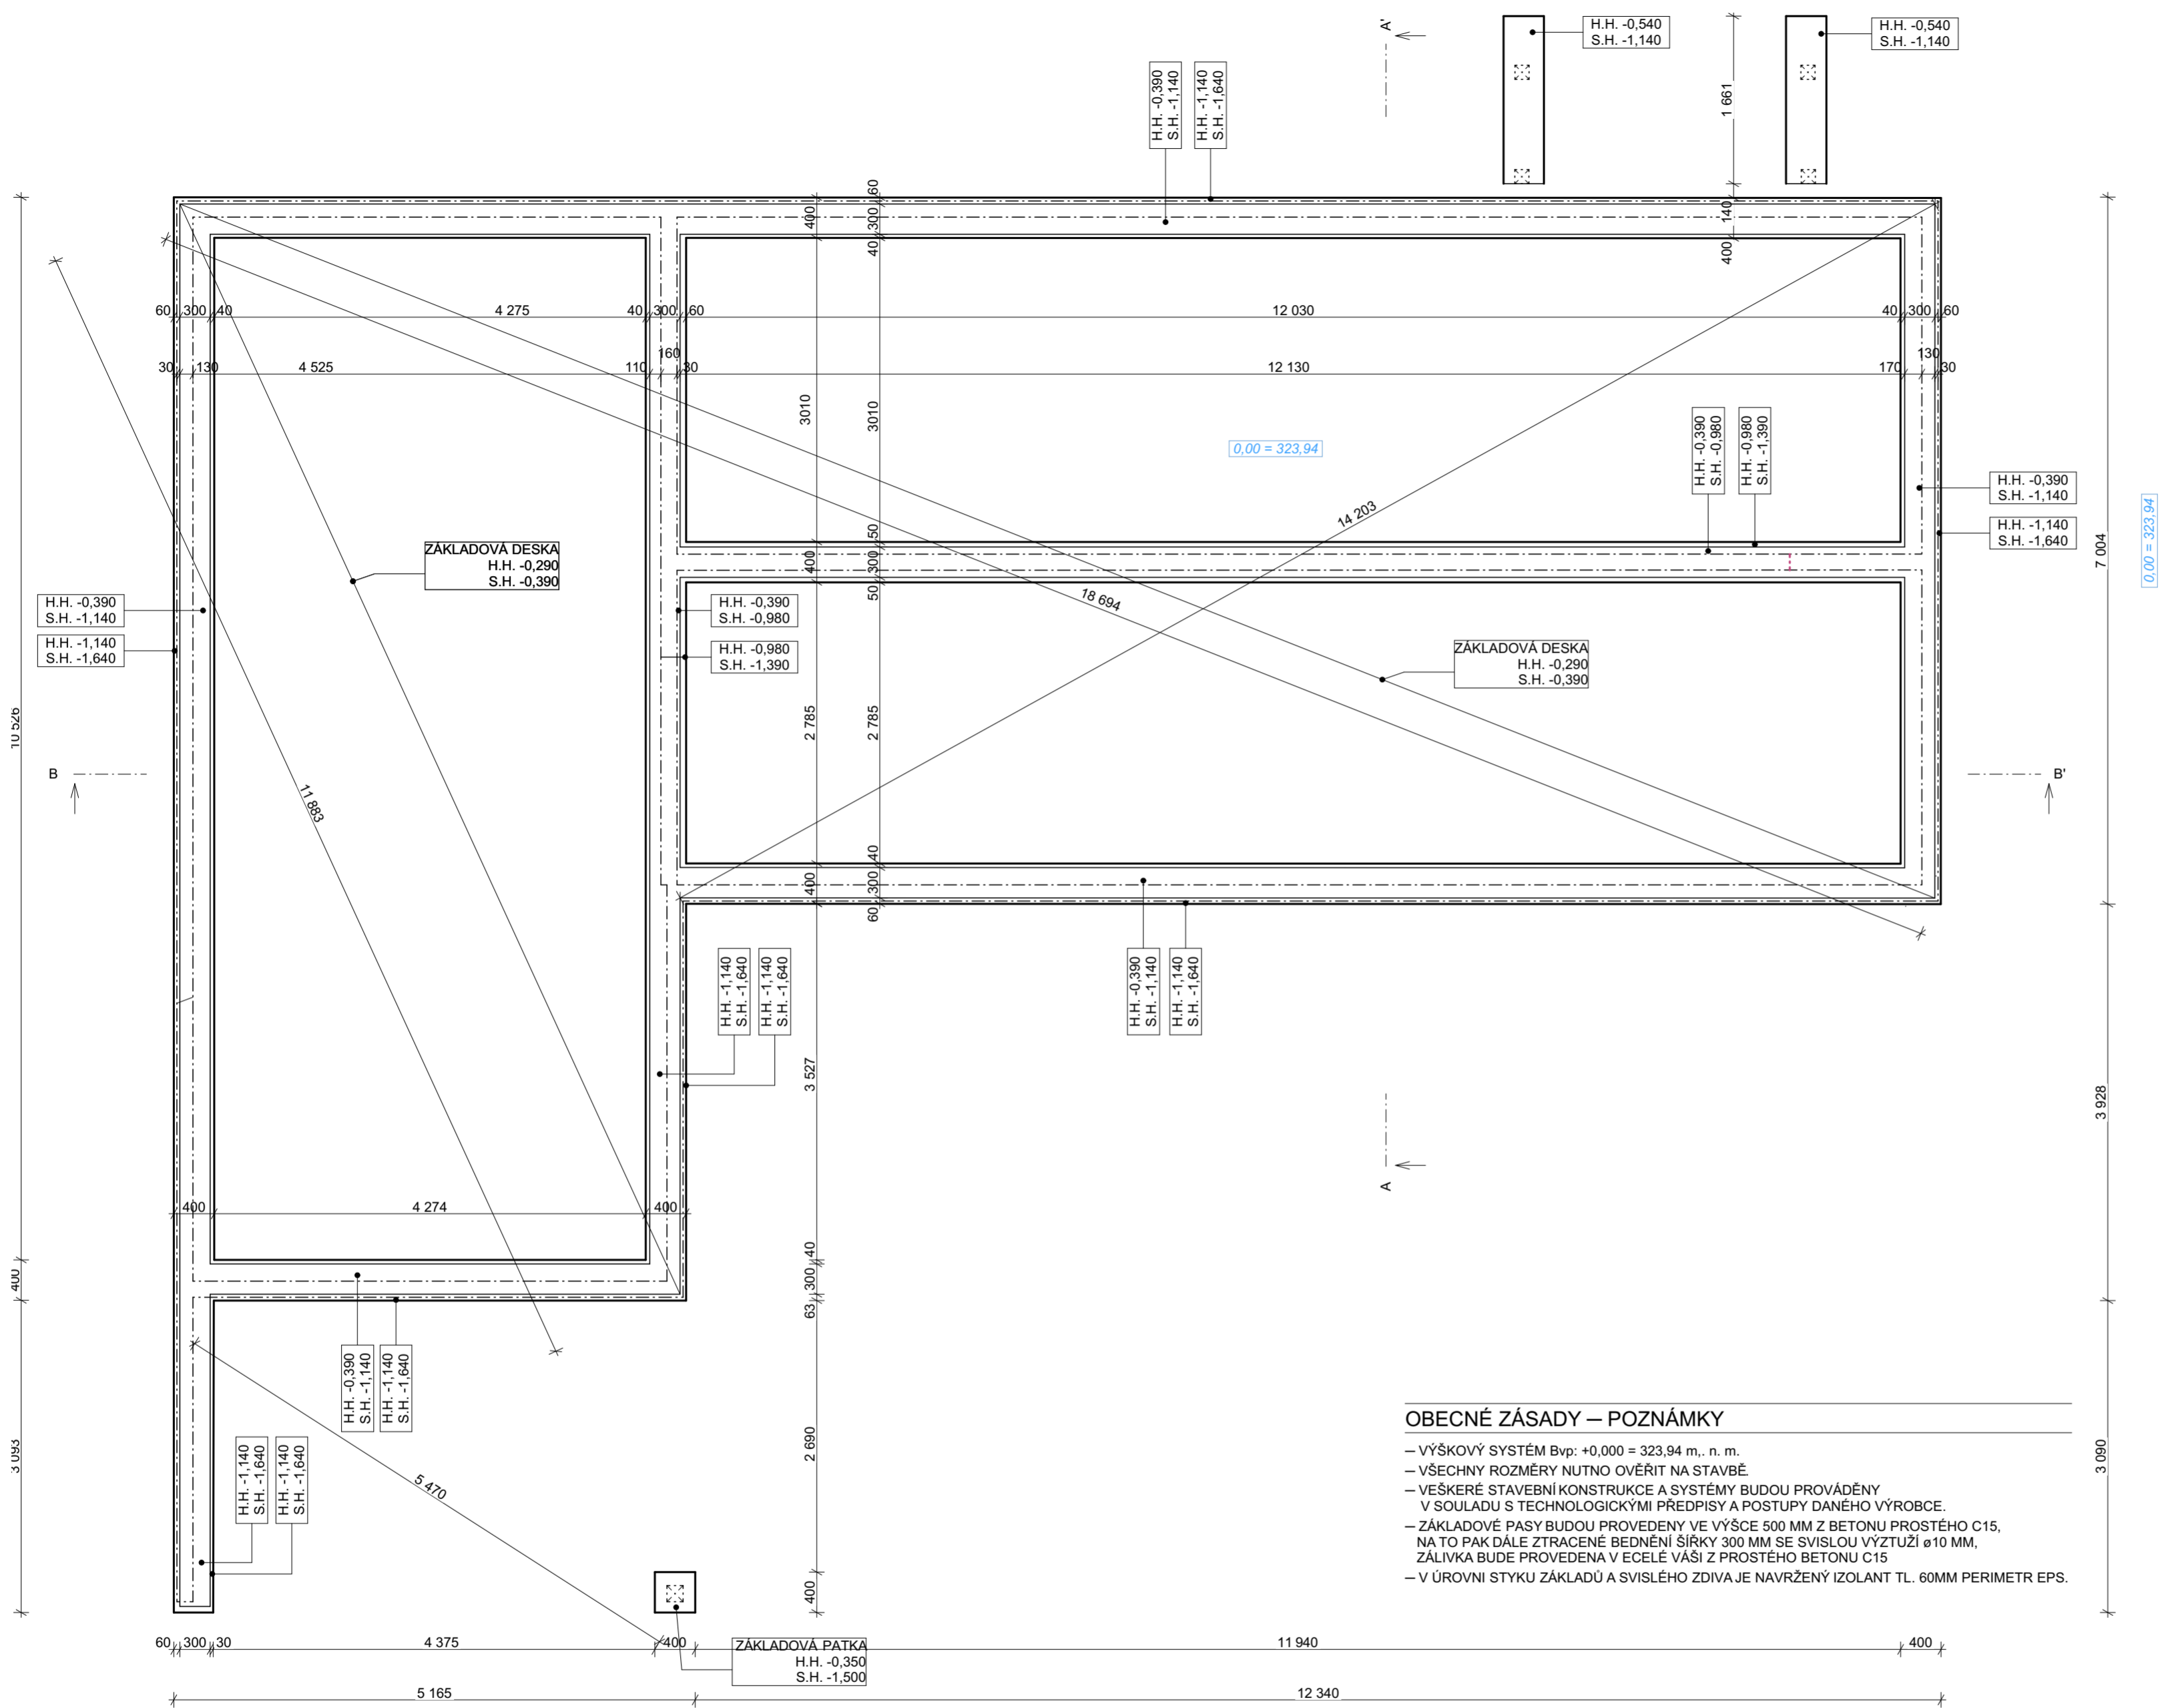 A'
H.H. -0,540
S.H. -1,140
H.H. -0,540
S.H. -1,140
H.H. -0,390
S.H. -1,140
H.H. -1,140
S.H. -1,640
1 661
140
400
60
400
300
40
60
300
40
4 275
40
300
60
12 030
40
300
60
30
130
4 525
110
160
30
12 130
170
130
30
3010
3010
0,00 = 323,94
H.H. -0,390
S.H. -0,980
H.H. -0,980
S.H. -1,390
H.H. -0,390
S.H. -1,140
H.H. -1,140
S.H. -1,640
0,00 = 323,94
7 004
14 203
50
400
300
50
18 694
ZÁKLADOVÁ DESKA
H.H. -0,290
S.H. -0,390
H.H. -0,390
S.H. -1,140
H.H. -1,140
S.H. -1,640
H.H. -0,390
S.H. -0,980
H.H. -0,980
S.H. -1,390
ZÁKLADOVÁ DESKA
H.H. -0,290
S.H. -0,390
10 526
2 785
2 785
B
B'
11 883
40
400
300
60
H.H. -1,140
S.H. -1,640
H.H. -1,140
S.H. -1,640
H.H. -0,390
S.H. -1,140
H.H. -1,140
S.H. -1,640
3 527
3 928
A
400
4 274
400
40
300
63
400
H.H. -0,390
S.H. -1,140
H.H. -1,140
S.H. -1,640
H.H. -1,140
S.H. -1,640
H.H. -1,140
S.H. -1,640
3 093
5 470
2 690
3 090
400
OBECNÉ ZÁSADY — POZNÁMKY
— VÝŠKOVÝ SYSTÉM Bvp: +0,000 = 323,94 m,. n. m.
— VŠECHNY ROZMĚRY NUTNO OVĚŘIT NA STAVBĚ.
— VEŠKERÉ STAVEBNÍ KONSTRUKCE A SYSTÉMY BUDOU PROVÁDĚNY
V SOULADU S TECHNOLOGICKÝMI PŘEDPISY A POSTUPY DANÉHO VÝROBCE.
— ZÁKLADOVÉ PASY BUDOU PROVEDENY VE VÝŠCE 500 MM Z BETONU PROSTÉHO C15,
NA TO PAK DÁLE ZTRACENÉ BEDNĚNÍ ŠÍŘKY 300 MM SE SVISLOU VÝZTUŽÍ ø10 MM,
ZÁLIVKA BUDE PROVEDENA V ECELÉ VÁŠI Z PROSTÉHO BETONU C15
— V ÚROVNI STYKU ZÁKLADŮ A SVISLÉHO ZDIVA JE NAVRŽENÝ IZOLANT TL. 60MM PERIMETR EPS.
60
300
30
4 375
400
11 940
400
ZÁKLADOVÁ PATKA
H.H. -0,350
S.H. -1,500
5 165
12 340